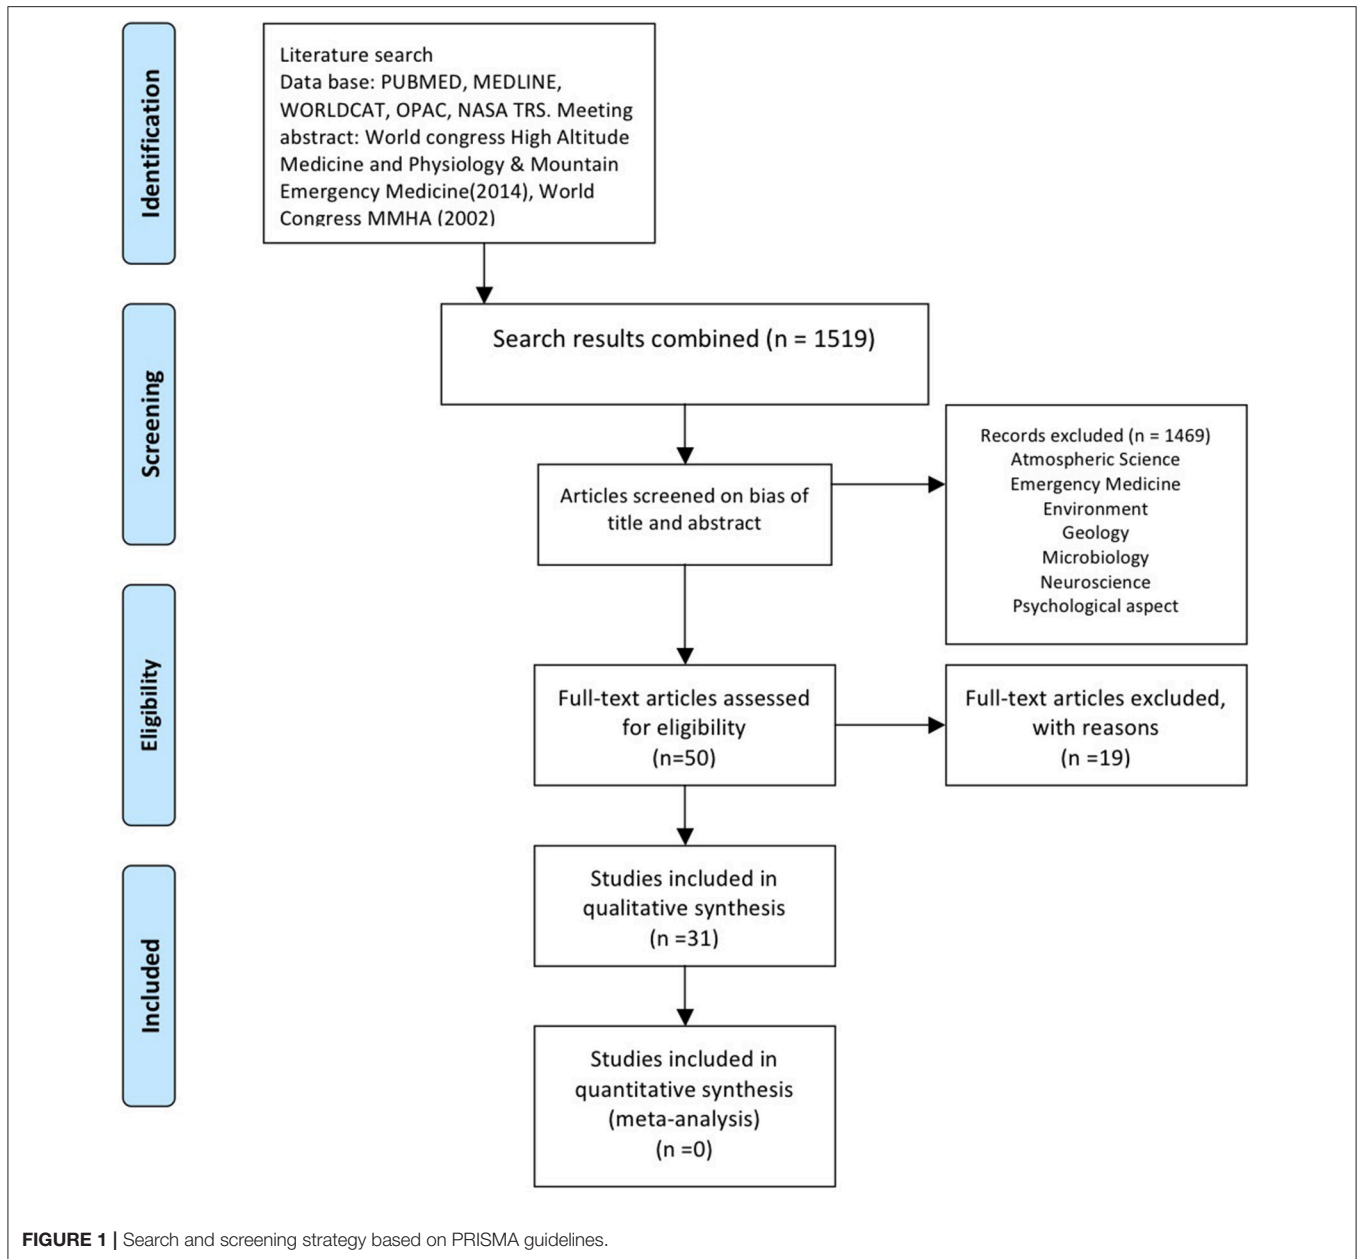 Identification
Literature search
Data base: PUBMED, MEDLINE,
WORLDCAT, OPAC, NASA TRS. Meeting
abstract: World congress High Altitude
Medicine and Physiology & Mountain
Emergency Medicine(2014), World
Congress MMHA (2002)
Screening
Search results combined (n = 1519)
Articles screened on bias of
title and abstract
Records excluded (n = 1469)
Atmospheric Science
Emergency Medicine
Environment
Geology
Microbiology
Neuroscience
Psychological aspect
Eligibility
Full-text articles assessed
for eligibility
(n=50)
Full-text articles excluded,
with reasons
(n =19)
Included
Studies included in
qualitative synthesis
(n =31)
Studies included in
quantitative synthesis
(meta-analysis)
(n =0)
FIGURE 1 | Search and screening strategy based on PRISMA guidelines.